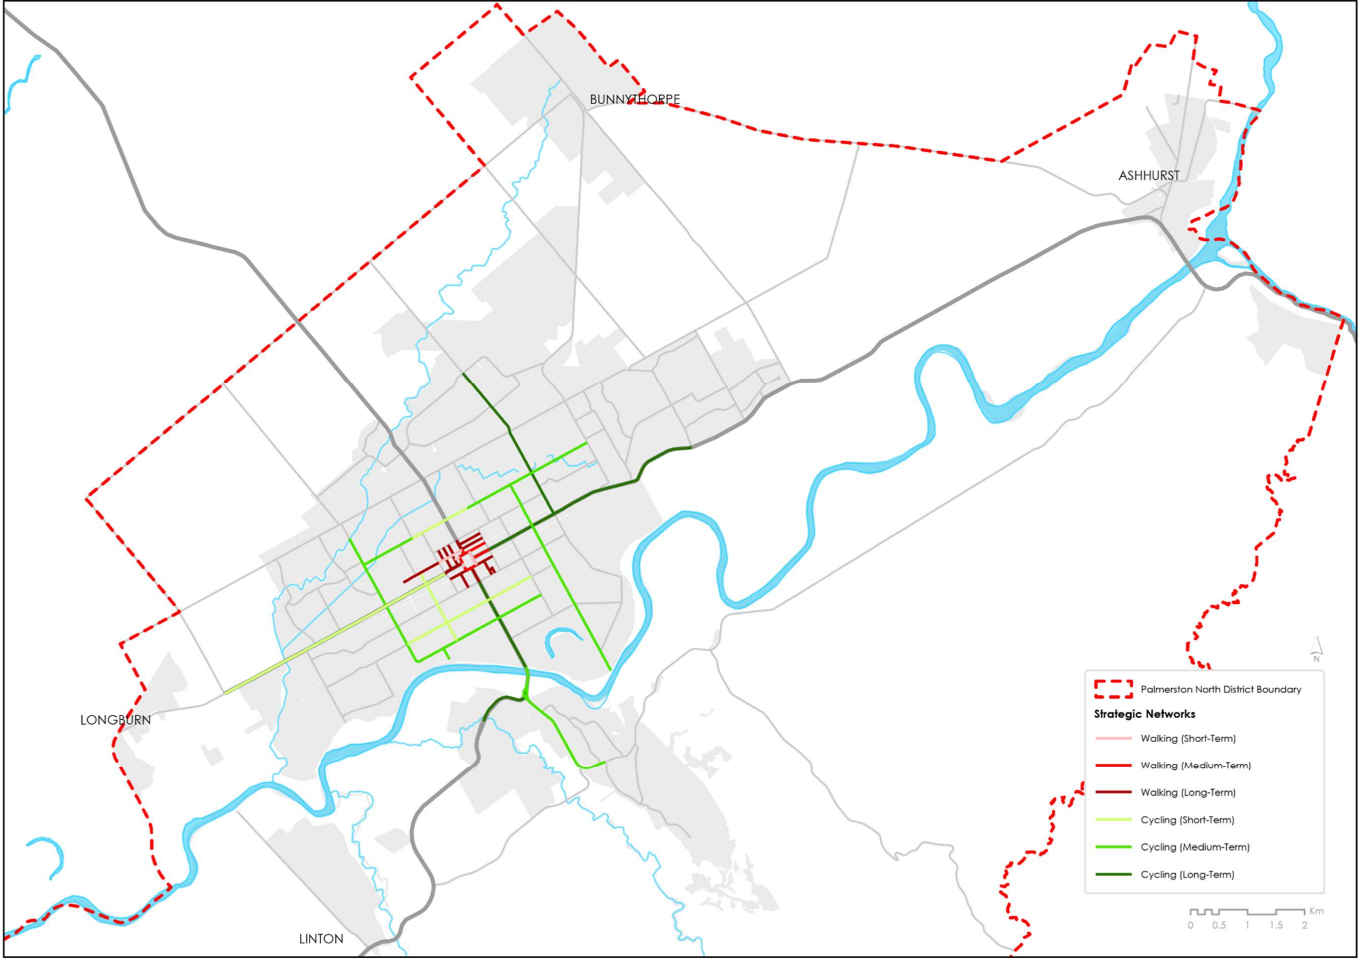 BUNNYTHORPE
ASHHURST
LONGBURN
LINTON
N
Palmerston North District Boundary
Strategic Networks
Walking (Short-Term)
Walking (Medium-Term)
Walking (Long-Term)
Cycling (Short-Term)
Cycling (Medium-Term)
Cycling (Long-Term)
Km
0 0.5 1 1.5 2